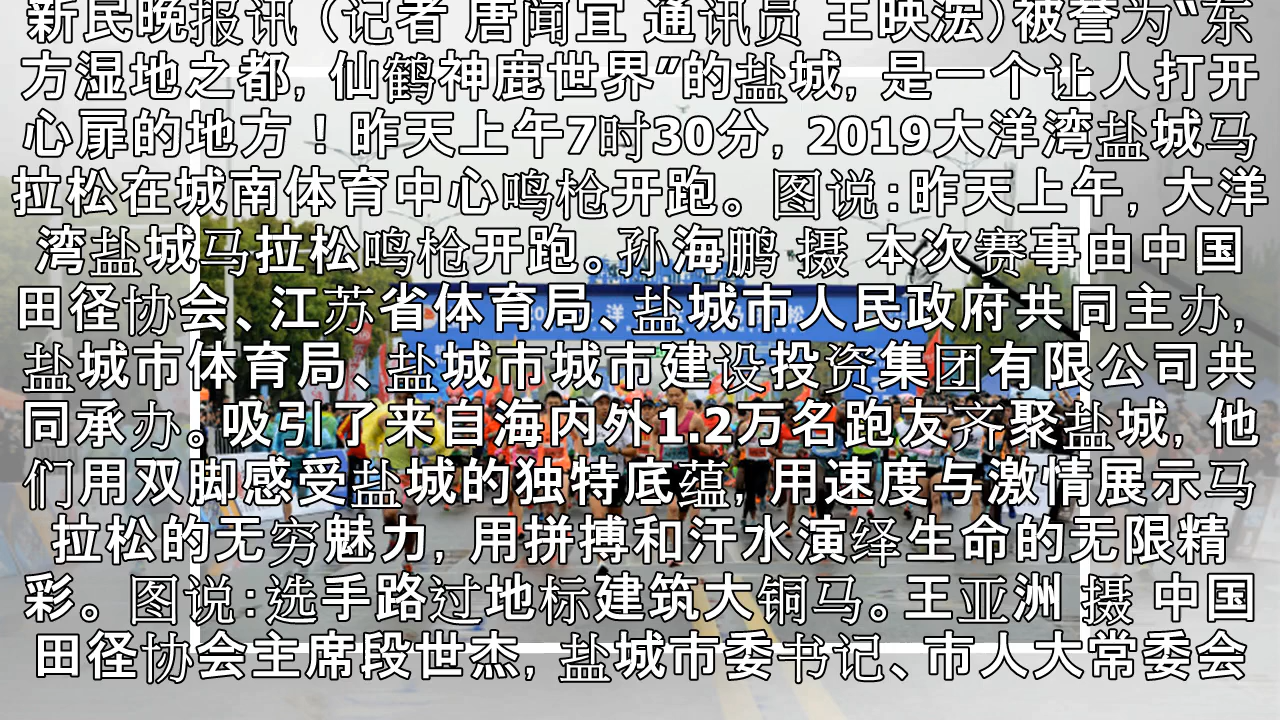 新民晚报讯（记者 唐闻宜 通讯员 王映浤）被誉为“东
方湿地之都，仙鹤神鹿世界”的盐城，是一个让人打开
心扉的地方！昨天上午7时30分，2019大洋湾盐城马
拉松在城南体育中心鸣枪开跑。图说：昨天上午，大洋
湾盐城马拉松鸣枪开跑。孙海鹏 摄 本次赛事由中国
田径协会、江苏省体育局、盐城市人民政府共同主办，
盐城市体育局、盐城市城市建设投资集团有限公司共
同承办。吸引了来自海内外1.2万名跑友齐聚盐城，他
们用双脚感受盐城的独特底蕴，用速度与激情展示马
拉松的无穷魅力，用拼搏和汗水演绎生命的无限精
彩。图说：选手路过地标建筑大铜马。王亚洲 摄 中国
田径协会主席段世杰，盐城市委书记、市人大常委会